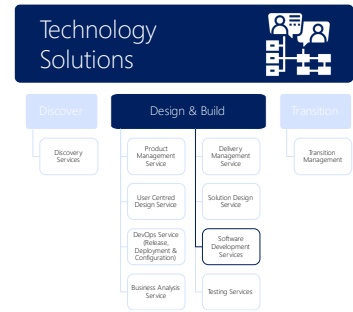 Technology
Solutions
Discover
Design & Build
Transition
Discovery
Services
Product
Management
Service
Delivery
Management
Service
Transition
Management
User Centred
Design Service
Solution Design
Service
DevOps Service
(Release,
Deployment &
Configuration)
Software
Development
Services
Business Analysis
Service
Testing Services